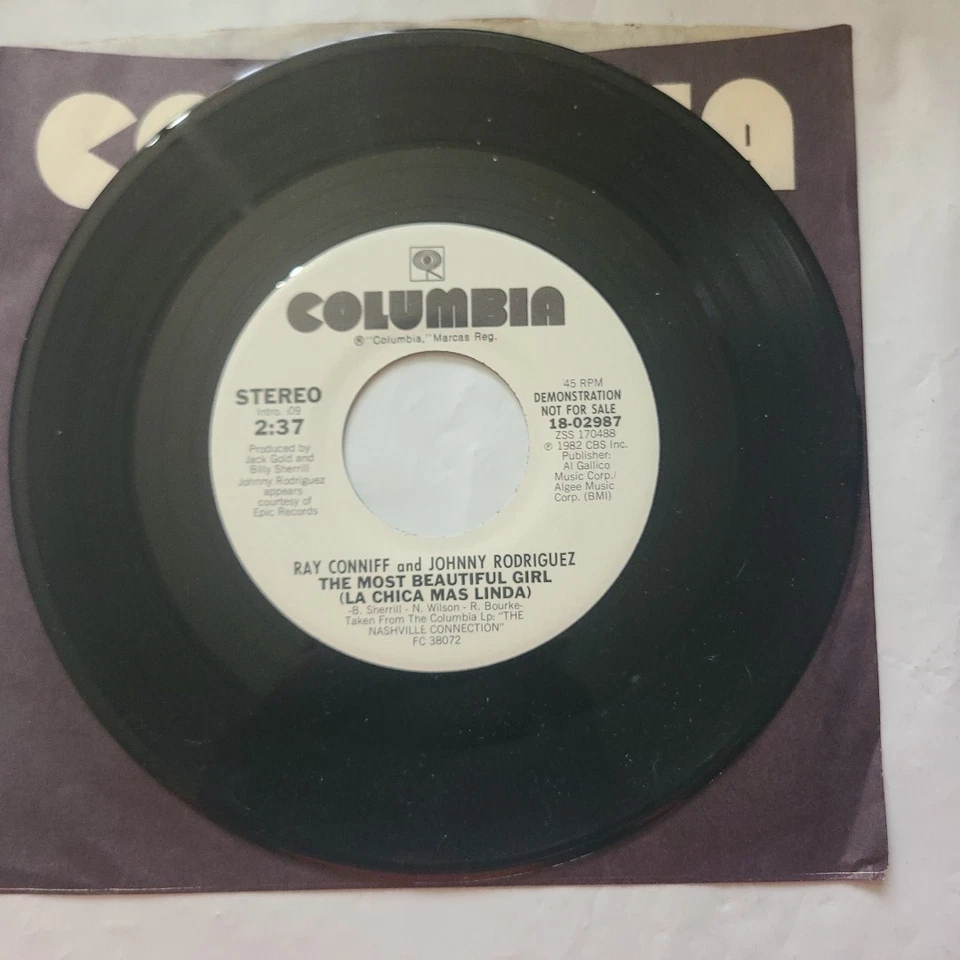 CO
IA
COLUMBIA
® "Columbia," Marcas Reg.
STEREO
Intro. :09
2:37
Produced by
Jack Gold and
Billy Sherrill
Johnny Rodriguez
appears
courtesy of
Epic Records
45 RPM
DEMONSTRATION
NOT FOR SALE
18-02987
ZSS 170488
℗ 1982 CBS Inc.
Publisher:
Al Gallico
Music Corp./
Algee Music
Corp. (BMI)
RAY CONNIFF and JOHNNY RODRIGUEZ
THE MOST BEAUTIFUL GIRL
(LA CHICA MAS LINDA)
-B. Sherrill - N. Wilson - R. Bourke-
Taken From The Columbia Lp: "THE
NASHVILLE CONNECTION"
FC 38072